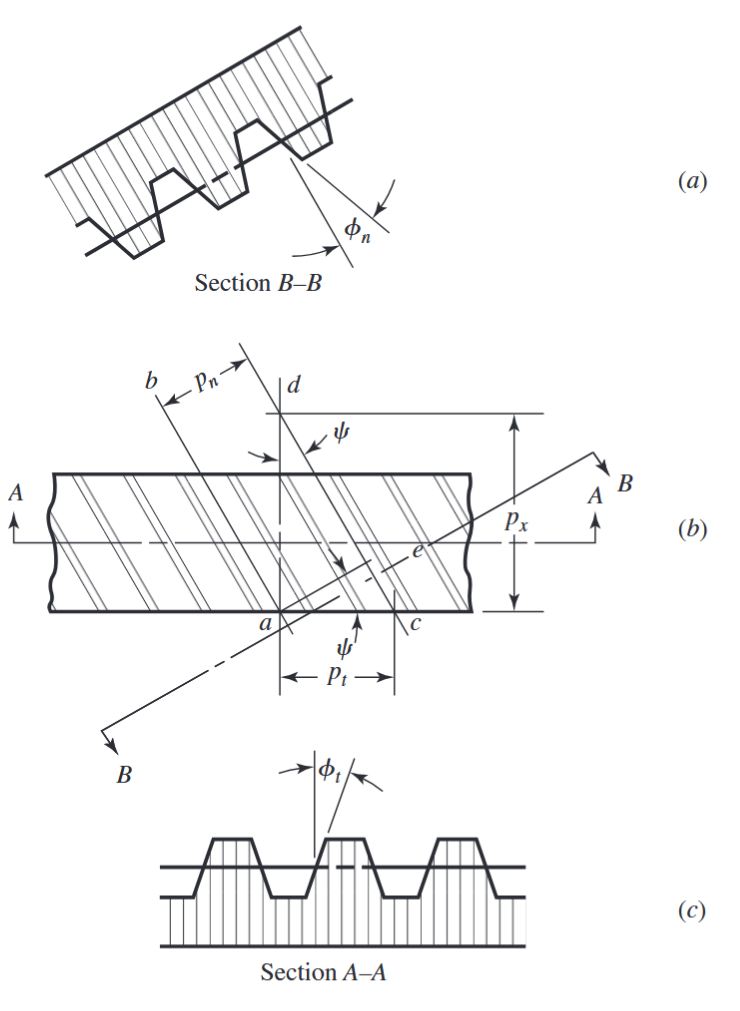 (a)
ϕn
Section B–B
b
pn
d
ψ
A
B
A
px
(b)
e
a
c
ψ
pt
B
ϕt
(c)
Section A–A